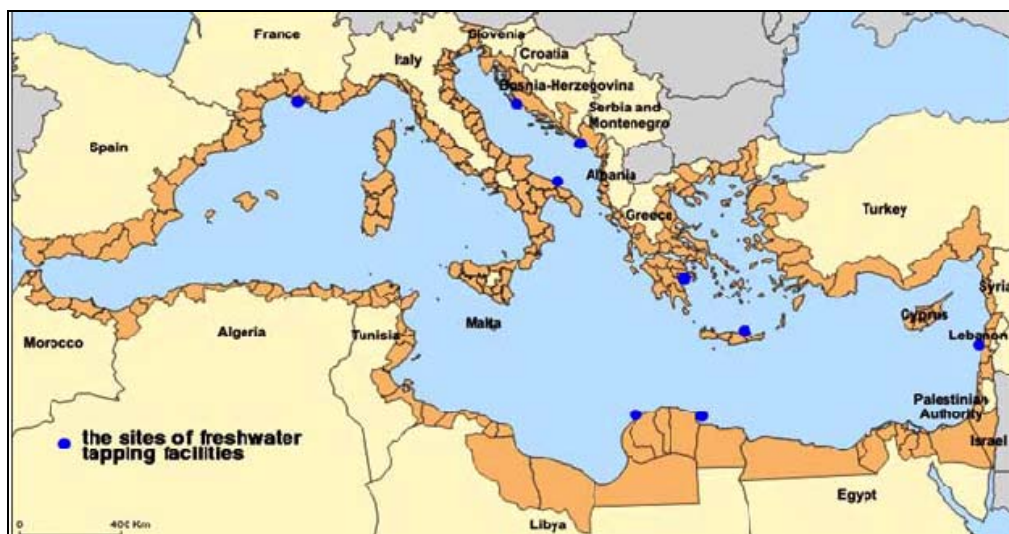 France
Slovenia
Croatia
Italy
Bosnia-Herzegovina
Serbia and
Montenegro
Spain
Albania
Greece
Turkey
Syria
Cyprus
Malta
Lebanon
Morocco
Algeria
Tunisia
Palestinian
Authority
Israel
the sites of freshwater
tapping facilities
Egypt
Libya
0
400 Km